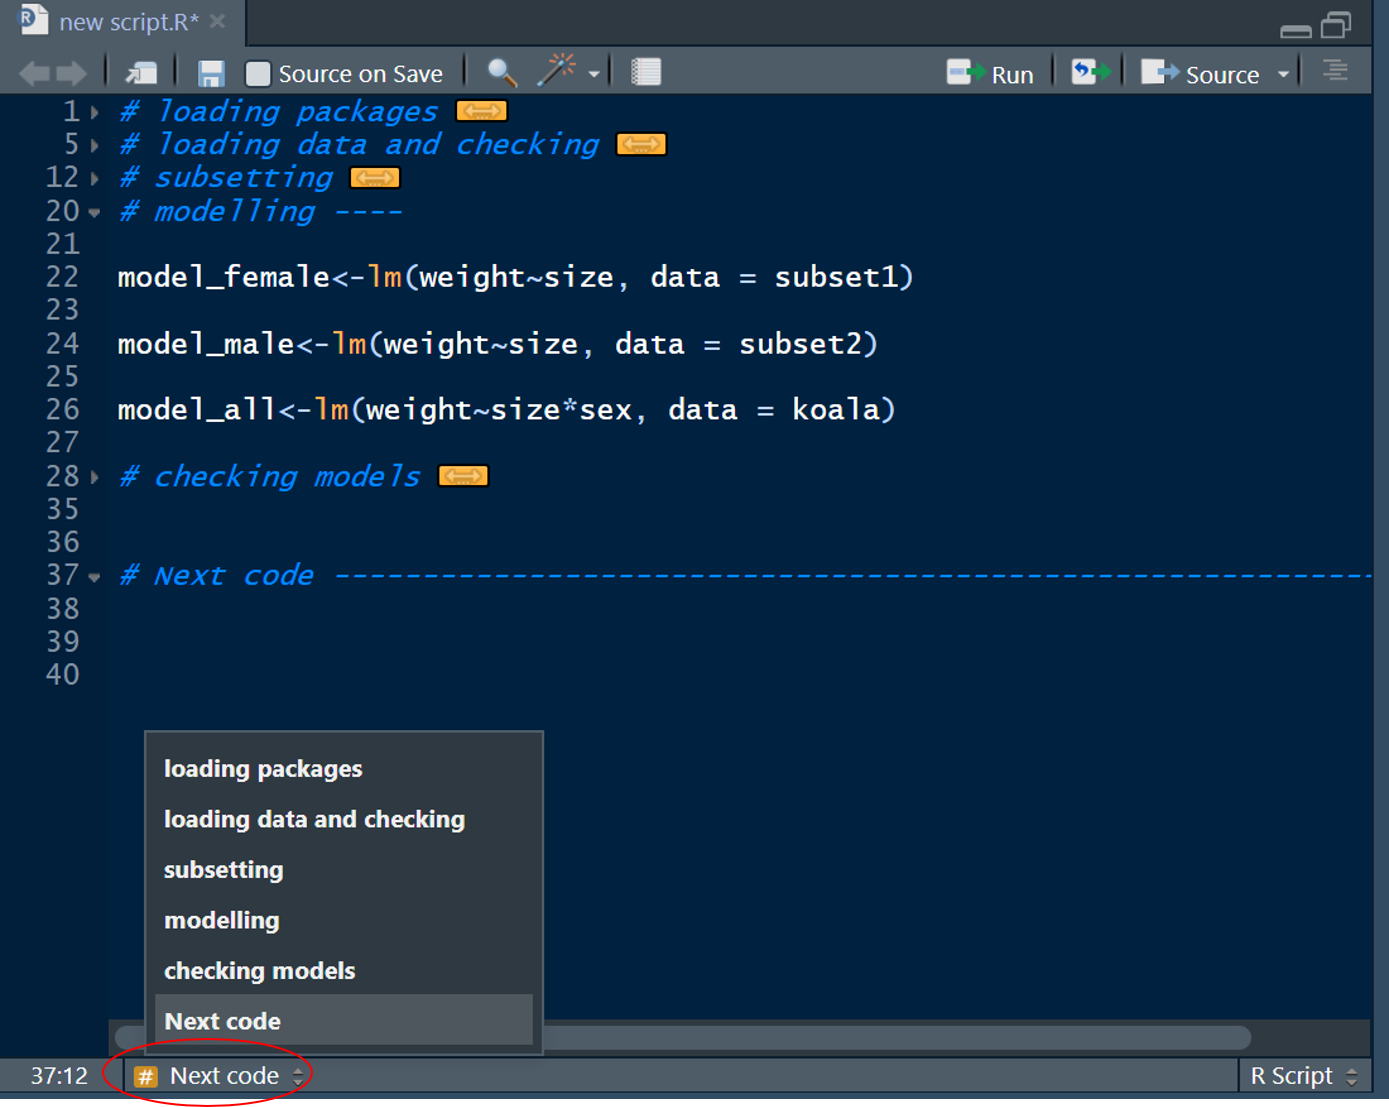 new script.R*
Source on Save Run Source
1 # loading packages
5 # loading data and checking
12 # subsetting
20 # modelling ----
21
22 model_female<-lm(weight~size, data = subset1)
23
24 model_male<-lm(weight~size, data = subset2)
25
26 model_all<-lm(weight~size*sex, data = koala)
27
28 # checking models
35
36
37 # Next code -----------------------------------------------------------
38
39
40
loading packages
loading data and checking
subsetting
modelling
checking models
Next code
37:12 # Next code R Script